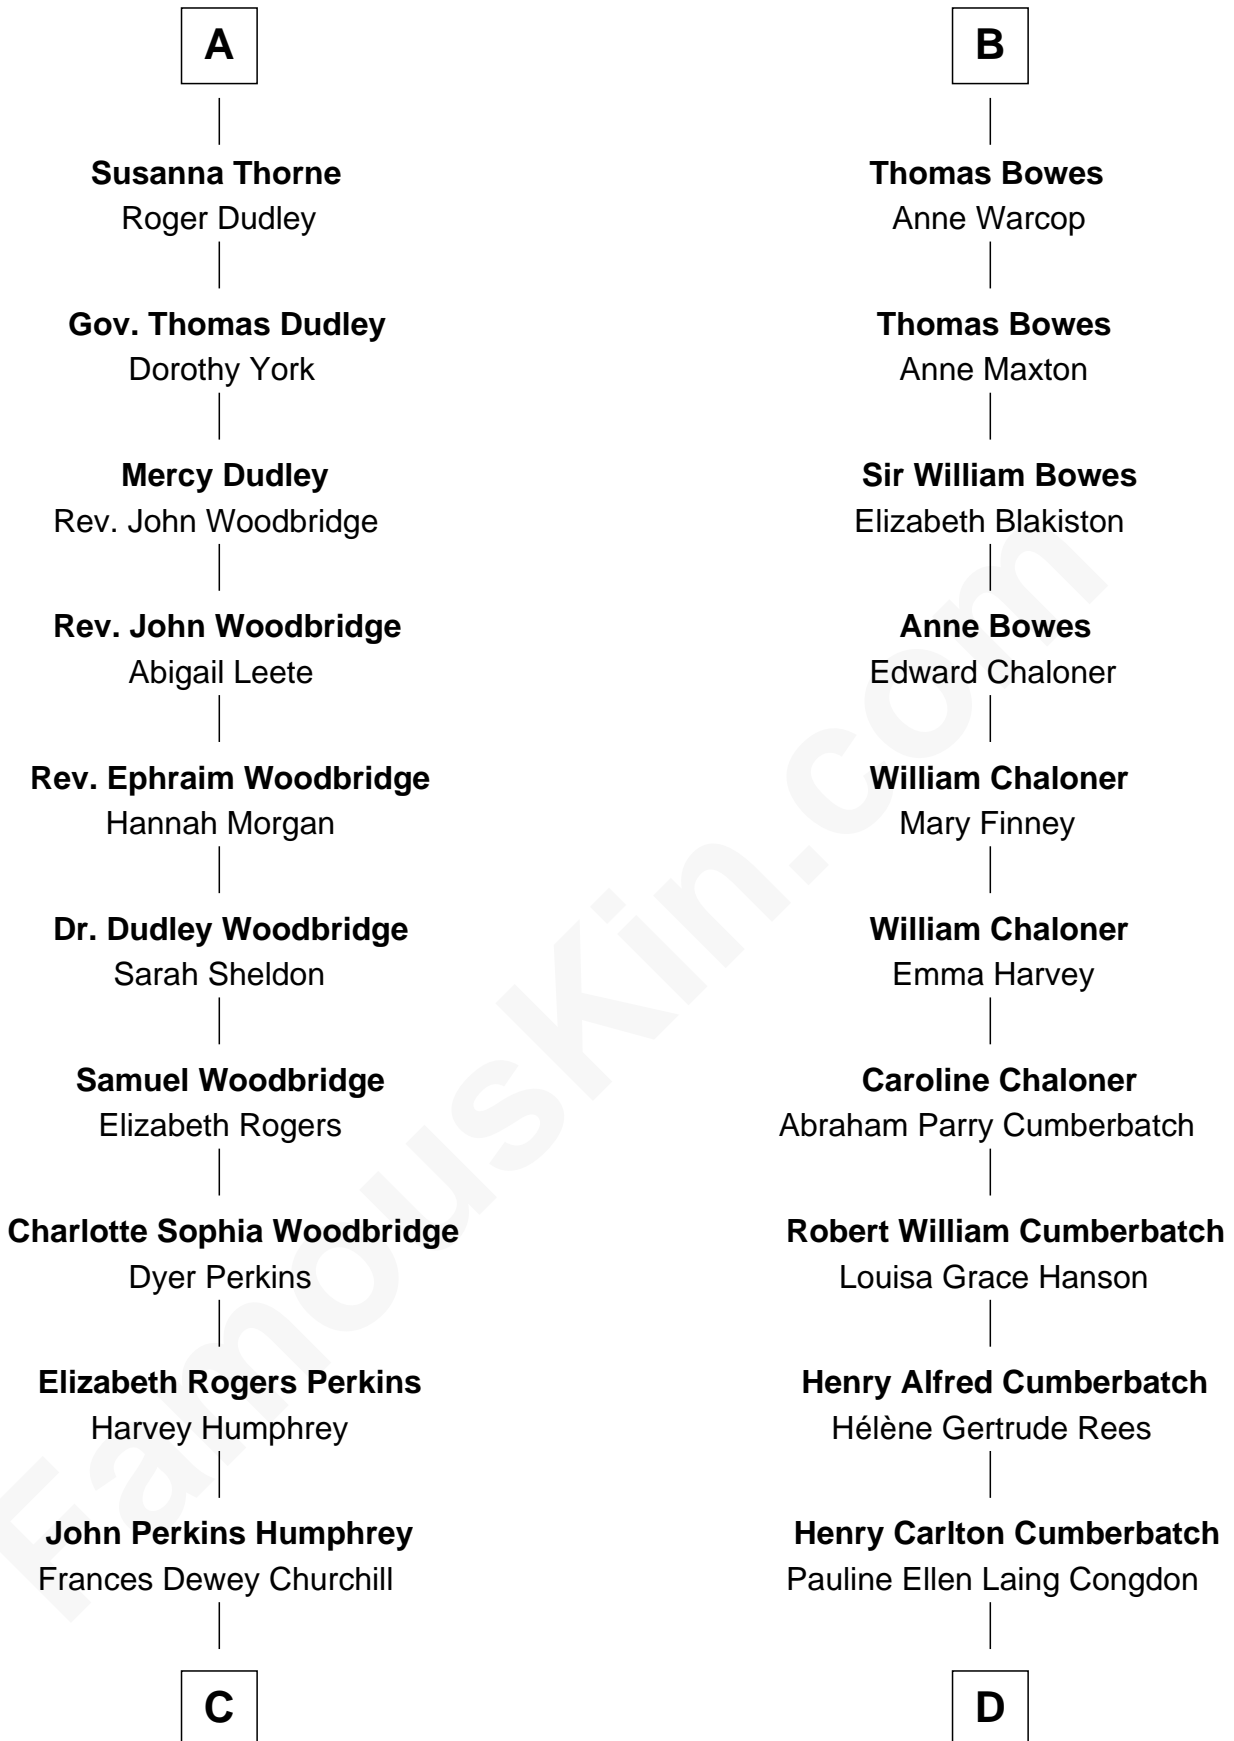 A
Susanna Thorne
Roger Dudley
Gov. Thomas Dudley
Dorothy York
Mercy Dudley
Rev. John Woodbridge
Rev. John Woodbridge
Abigail Leete
Rev. Ephraim Woodbridge
Hannah Morgan
Dr. Dudley Woodbridge
Sarah Sheldon
Samuel Woodbridge
Elizabeth Rogers
Charlotte Sophia Woodbridge
Dyer Perkins
Elizabeth Rogers Perkins
Harvey Humphrey
John Perkins Humphrey
Frances Dewey Churchill
C
B
Thomas Bowes
Anne Warcop
Thomas Bowes
Anne Maxton
Sir William Bowes
Elizabeth Blakiston
Anne Bowes
Edward Chaloner
William Chaloner
Mary Finney
William Chaloner
Emma Harvey
Caroline Chaloner
Abraham Parry Cumberbatch
Robert William Cumberbatch
Louisa Grace Hanson
Henry Alfred Cumberbatch
Hélène Gertrude Rees
Henry Carlton Cumberbatch
Pauline Ellen Laing Congdon
D
FamousKin.com